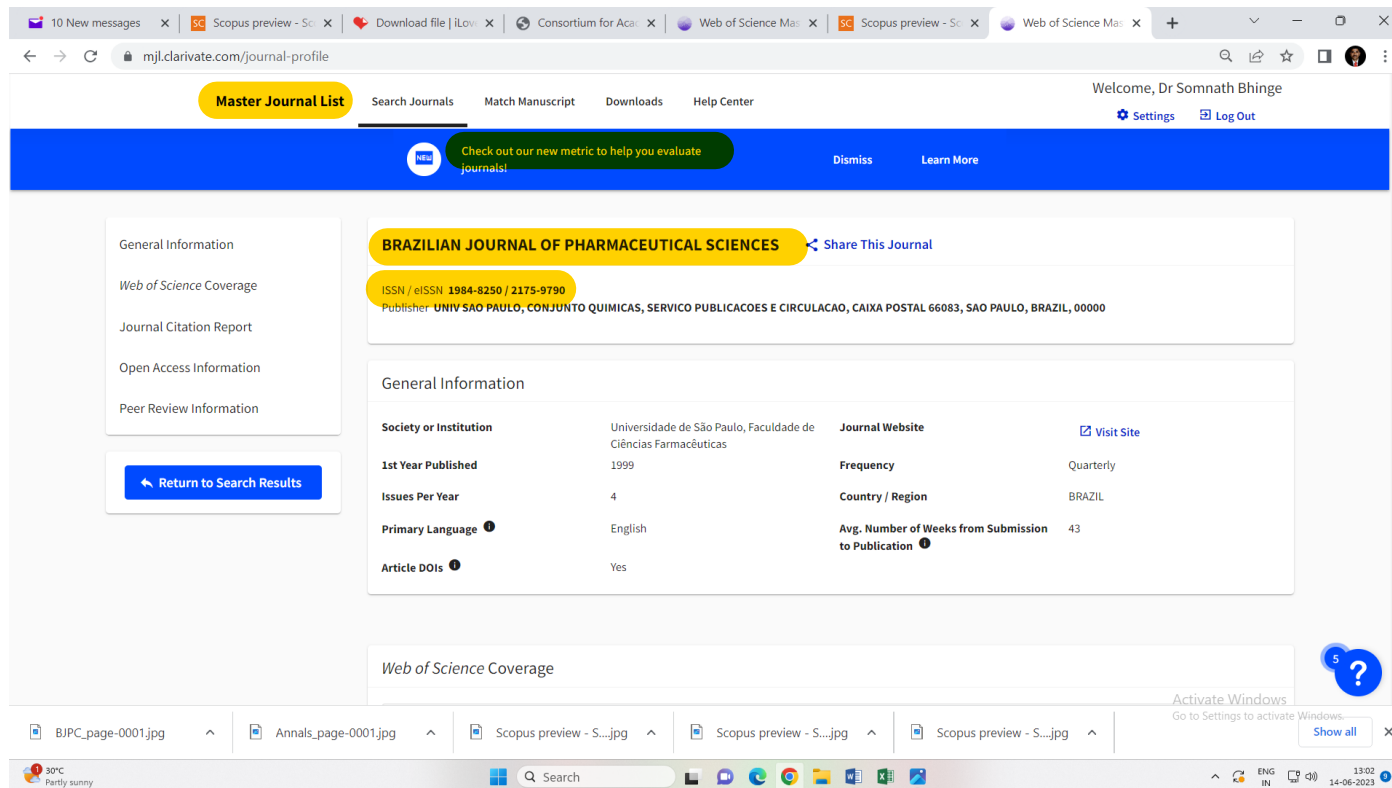 10 New messages
Scopus preview - Sc
Download file | iLov
Consortium for Acac
Web of Science Mas
Scopus preview - Sc
Web of Science Mas
mjl.clarivate.com/journal-profile
Master Journal List
Search Journals
Match Manuscript
Downloads
Help Center
Welcome, Dr Somnath Bhinge
Settings
Log Out
NEW
Check out our new metric to help you evaluate
journals!
Dismiss
Learn More
General Information
Web of Science Coverage
Journal Citation Report
Open Access Information
Peer Review Information
Return to Search Results
BRAZILIAN JOURNAL OF PHARMACEUTICAL SCIENCES
Share This Journal
ISSN / eISSN 1984-8250 / 2175-9790
Publisher UNIV SAO PAULO, CONJUNTO QUIMICAS, SERVICO PUBLICACOES E CIRCULACAO, CAIXA POSTAL 66083, SAO PAULO, BRAZIL, 00000
General Information
Society or Institution
Universidade de São Paulo, Faculdade de
Ciências Farmacêuticas
Journal Website
Visit Site
1st Year Published
1999
Frequency
Quarterly
Issues Per Year
4
Country / Region
BRAZIL
Primary Language
English
Avg. Number of Weeks from Submission
to Publication
43
Article DOIs
Yes
Web of Science Coverage
5
?
Activate Windows
Go to Settings to activate Windows.
BJPC_page-0001.jpg
Annals_page-0001.jpg
Scopus preview - S....jpg
Scopus preview - S....jpg
Scopus preview - S....jpg
Show all
1
30°C
Partly sunny
Search
ENG
IN
13:02
14-06-2023
9